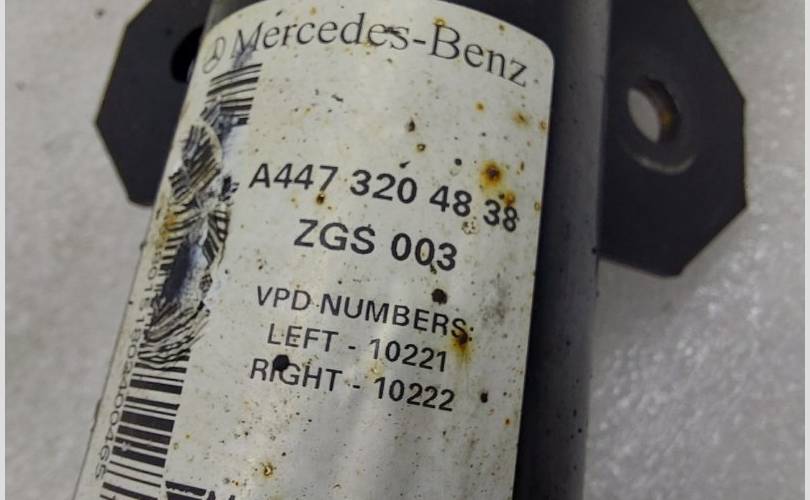 Mercedes-Benz
A447 320 48 38
ZGS 003
VPD NUMBERS:
LEFT - 10221
RIGHT - 10222